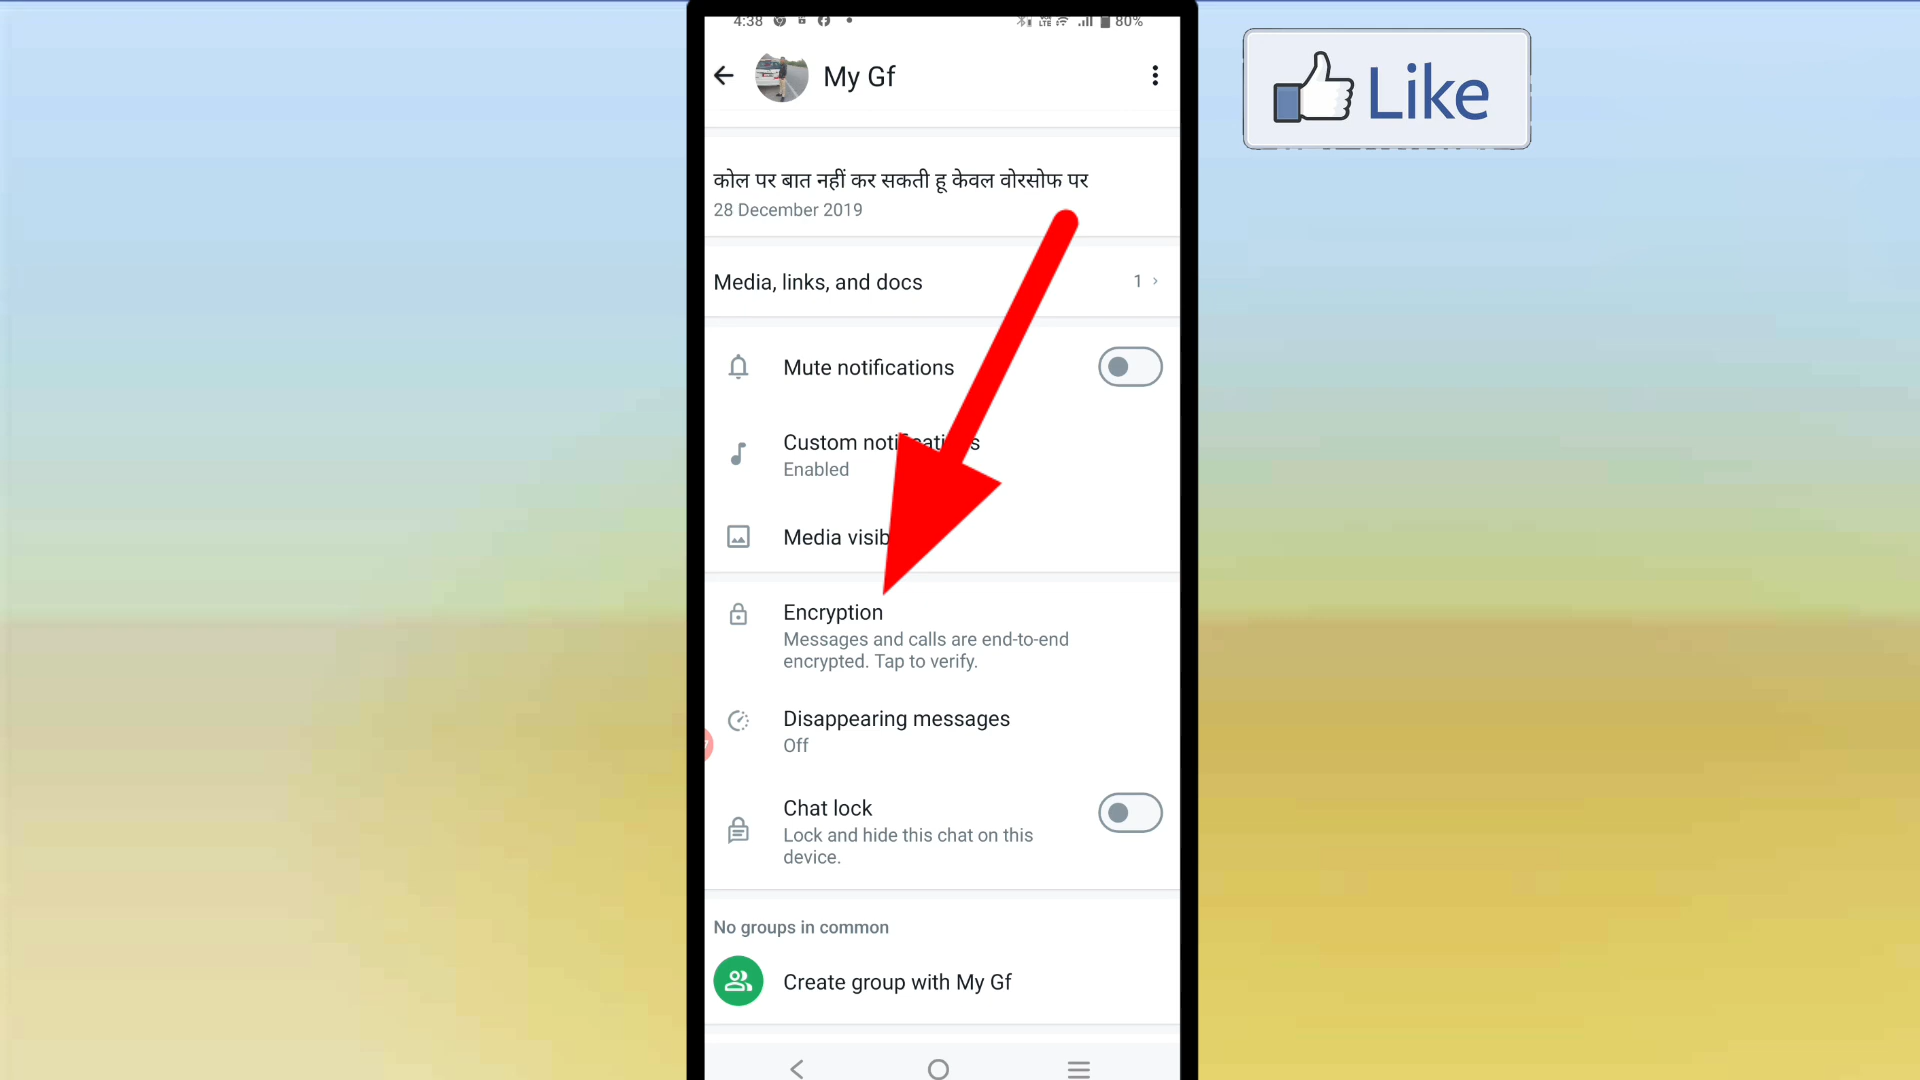 4:38
80%
My Gf
Like
कोल पर बात नहीं कर सकती हू केवल वोरसोफ पर
28 December 2019
Media, links, and docs 1
Mute notifications
Custom
Enabled
Media
Encryption
Messages and calls are end-to-end
encrypted. Tap to verify.
Disappearing messages
Off
Chat lock
Lock and hide this chat on this
device.
No groups in common
Create group with My Gf